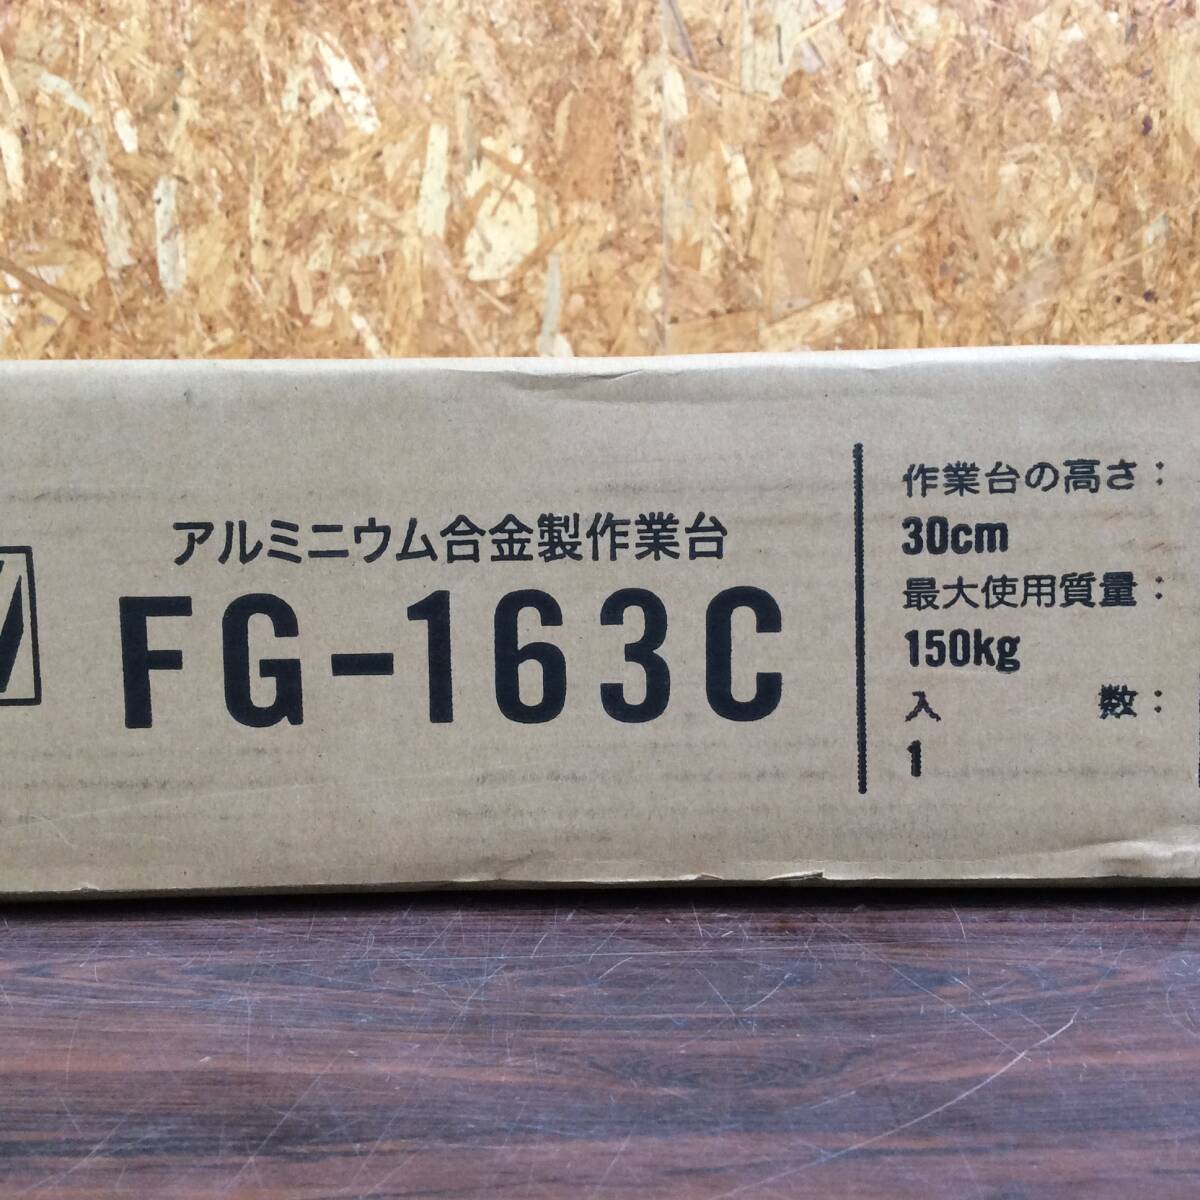 アルミニウム合金製作業台
FG-163C
作業台の高さ:
30cm
最大使用質量:
150kg
入 数:
1